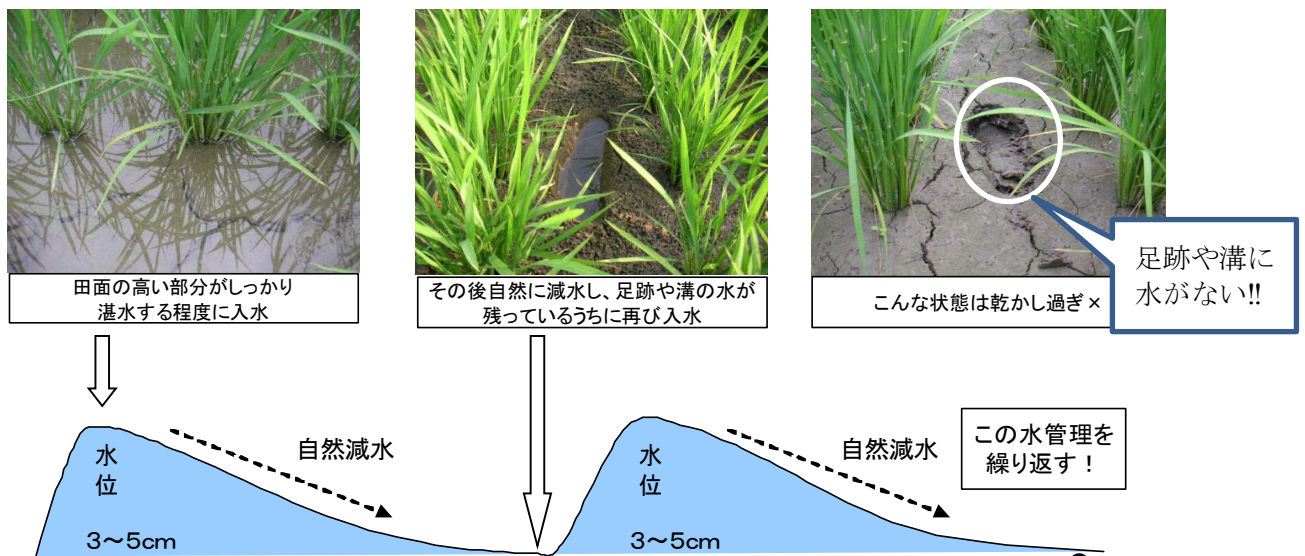 田面の高い部分がしっかり
湛水する程度に入水
その後自然に減水し、足跡や溝の水が
残っているうちに再び入水
こんな状態は乾かし過ぎ×
足跡や溝に
水がない!!
水
位
3～5cm
自然減水
水
位
3～5cm
自然減水
この水管理を
繰り返す！